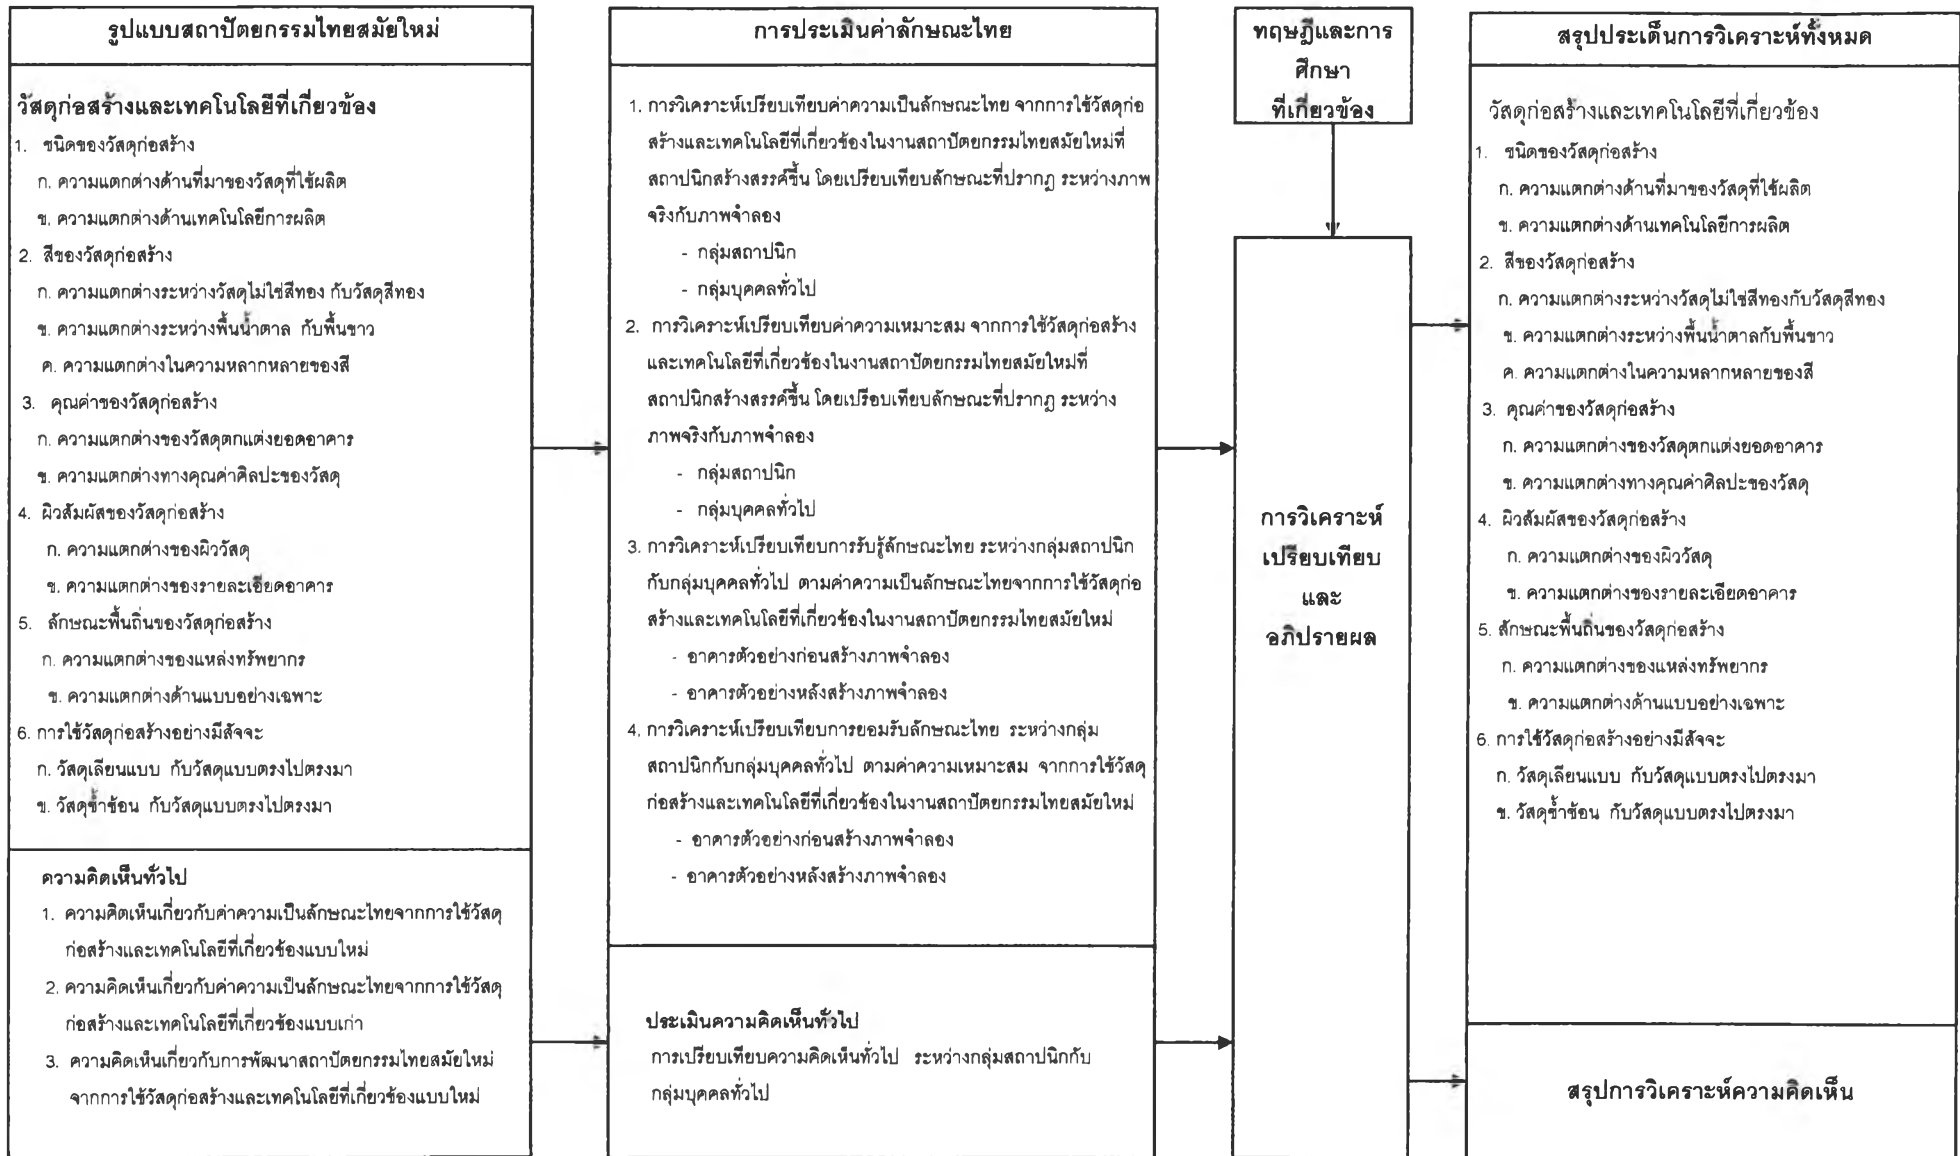 รูปแบบสถาปัตยกรรมไทยสมัยใหม่
วัสดุก่อสร้างและเทคโนโลยีที่เกี่ยวข้อง
1. ชนิดของวัสดุก่อสร้าง
ก. ความแตกต่างด้านที่มาของวัสดุที่ใช้ผลิต
ข. ความแตกต่างด้านเทคโนโลยีการผลิต
2. สีของวัสดุก่อสร้าง
ก. ความแตกต่างระหว่างวัสดุไม่ใช่สีทอง กับวัสดุสีทอง
ข. ความแตกต่างระหว่างพื้นน้ำตาล กับพื้นขาว
ค. ความแตกต่างในความหลากหลายของสี
3. คุณค่าของวัสดุก่อสร้าง
ก. ความแตกต่างของวัสดุตกแต่งยอดอาคาร
ข. ความแตกต่างทางคุณค่าศิลปะของวัสดุ
4. ผิวสัมผัสของวัสดุก่อสร้าง
ก. ความแตกต่างของผิววัสดุ
ข. ความแตกต่างของรายละเอียดอาคาร
5. ลักษณะพื้นถิ่นของวัสดุก่อสร้าง
ก. ความแตกต่างของแหล่งทรัพยากร
ข. ความแตกต่างด้านแบบอย่างเฉพาะ
6. การใช้วัสดุก่อสร้างอย่างมีสัจจะ
ก. วัสดุเลียนแบบ กับวัสดุแบบตรงไปตรงมา
ข. วัสดุซ้ำซ้อน กับวัสดุแบบตรงไปตรงมา
ความคิดเห็นทั่วไป
1. ความคิดเห็นเกี่ยวกับค่าความเป็นลักษณะไทยจากการใช้วัสดุ
ก่อสร้างและเทคโนโลยีที่เกี่ยวข้องแบบใหม่
2. ความคิดเห็นเกี่ยวกับค่าความเป็นลักษณะไทยจากการใช้วัสดุ
ก่อสร้างและเทคโนโลยีที่เกี่ยวข้องแบบเก่า
3. ความคิดเห็นเกี่ยวกับการพัฒนาสถาปัตยกรรมไทยสมัยใหม่
จากการใช้วัสดุก่อสร้างและเทคโนโลยีที่เกี่ยวข้องแบบใหม่
การประเมินค่าลักษณะไทย
1. การวิเคราะห์เปรียบเทียบค่าความเป็นลักษณะไทย จากการใช้วัสดุก่อ
สร้างและเทคโนโลยีที่เกี่ยวข้องในงานสถาปัตยกรรมไทยสมัยใหม่ที่
สถาปนิกสร้างสรรค์ขึ้น โดยเปรียบเทียบลักษณะที่ปรากฏ ระหว่างภาพ
จริงกับภาพจำลอง
- กลุ่มสถาปนิก
- กลุ่มบุคคลทั่วไป
2. การวิเคราะห์เปรียบเทียบค่าความเหมาะสม จากการใช้วัสดุก่อสร้าง
และเทคโนโลยีที่เกี่ยวข้องในงานสถาปัตยกรรมไทยสมัยใหม่ที่
สถาปนิกสร้างสรรค์ขึ้น โดยเปรียบเทียบลักษณะที่ปรากฏ ระหว่าง
ภาพจริงกับภาพจำลอง
- กลุ่มสถาปนิก
- กลุ่มบุคคลทั่วไป
3. การวิเคราะห์เปรียบเทียบการรับรู้ลักษณะไทย ระหว่างกลุ่มสถาปนิก
กับกลุ่มบุคคลทั่วไป ตามค่าความเป็นลักษณะไทยจากการใช้วัสดุก่อ
สร้างและเทคโนโลยีที่เกี่ยวข้องในงานสถาปัตยกรรมไทยสมัยใหม่
- อาคารตัวอย่างก่อนสร้างภาพจำลอง
- อาคารตัวอย่างหลังสร้างภาพจำลอง
4. การวิเคราะห์เปรียบเทียบการยอมรับลักษณะไทย ระหว่างกลุ่ม
สถาปนิกกับกลุ่มบุคคลทั่วไป ตามค่าความเหมาะสม จากการใช้วัสดุ
ก่อสร้างและเทคโนโลยีที่เกี่ยวข้องในงานสถาปัตยกรรมไทยสมัยใหม่
- อาคารตัวอย่างก่อนสร้างภาพจำลอง
- อาคารตัวอย่างหลังสร้างภาพจำลอง
ประเมินความคิดเห็นทั่วไป
การเปรียบเทียบความคิดเห็นทั่วไป ระหว่างกลุ่มสถาปนิกกับ
กลุ่มบุคคลทั่วไป
ทฤษฎีและการ
ศึกษา
ที่เกี่ยวข้อง
การวิเคราะห์
เปรียบเทียบ
และ
อภิปรายผล
สรุปประเด็นการวิเคราะห์ทั้งหมด
วัสดุก่อสร้างและเทคโนโลยีที่เกี่ยวข้อง
1. ชนิดของวัสดุก่อสร้าง
ก. ความแตกต่างด้านที่มาของวัสดุที่ใช้ผลิต
ข. ความแตกต่างด้านเทคโนโลยีการผลิต
2. สีของวัสดุก่อสร้าง
ก. ความแตกต่างระหว่างวัสดุไม่ใช่สีทองกับวัสดุสีทอง
ข. ความแตกต่างระหว่างพื้นน้ำตาลกับพื้นขาว
ค. ความแตกต่างในความหลากหลายของสี
3. คุณค่าของวัสดุก่อสร้าง
ก. ความแตกต่างของวัสดุตกแต่งยอดอาคาร
ข. ความแตกต่างทางคุณค่าศิลปะของวัสดุ
4. ผิวสัมผัสของวัสดุก่อสร้าง
ก. ความแตกต่างของผิววัสดุ
ข. ความแตกต่างของรายละเอียดอาคาร
5. ลักษณะพื้นถิ่นของวัสดุก่อสร้าง
ก. ความแตกต่างของแหล่งทรัพยากร
ข. ความแตกต่างด้านแบบอย่างเฉพาะ
6. การใช้วัสดุก่อสร้างอย่างมีสัจจะ
ก. วัสดุเลียนแบบ กับวัสดุแบบตรงไปตรงมา
ข. วัสดุซ้ำซ้อน กับวัสดุแบบตรงไปตรงมา
สรุปการวิเคราะห์ความคิดเห็น